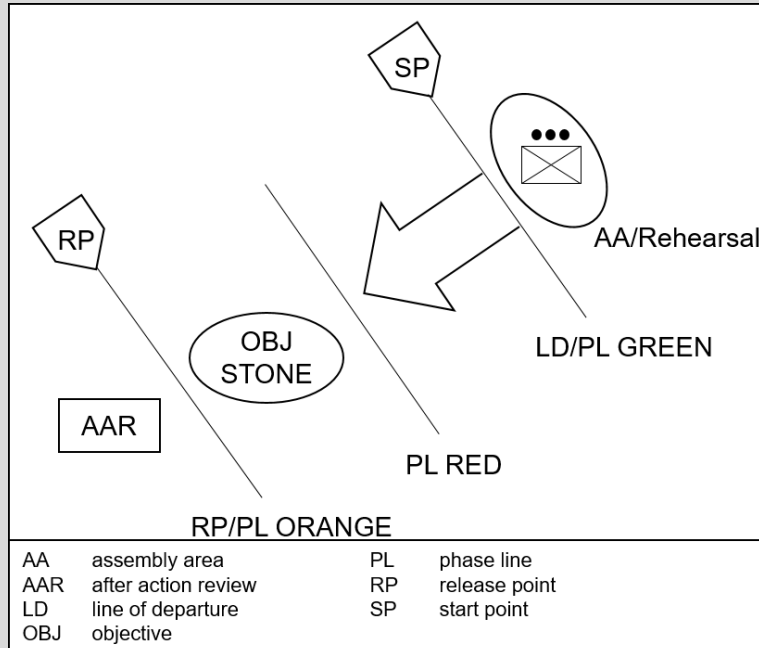 SP
AA/Rehearsal
RP
LD/PL GREEN
OBJ
STONE
AAR
PL RED
RP/PL ORANGE
AA assembly area
AAR after action review
LD line of departure
OBJ objective
PL phase line
RP release point
SP start point